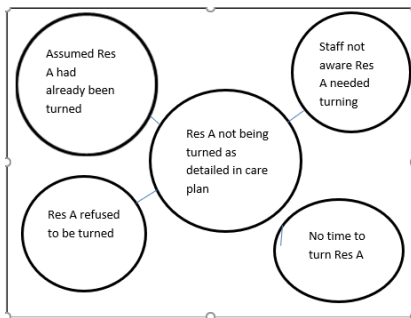 Assumed Res
A had
already been
turned
Staff not
aware Res
A needed
turning
Res A not being
turned as
detailed in care
plan
Res A refused
to be turned
No time to
turn Res A